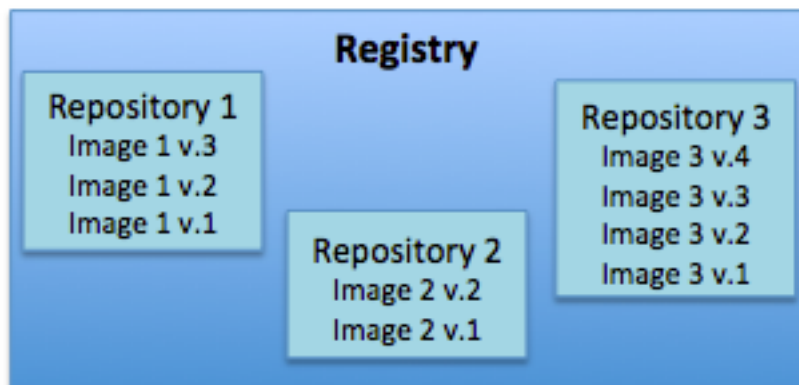 Registry
Repository 1
Image 1 v.3
Image 1 v.2
Image 1 v.1
Repository 2
Image 2 v.2
Image 2 v.1
Repository 3
Image 3 v.4
Image 3 v.3
Image 3 v.2
Image 3 v.1